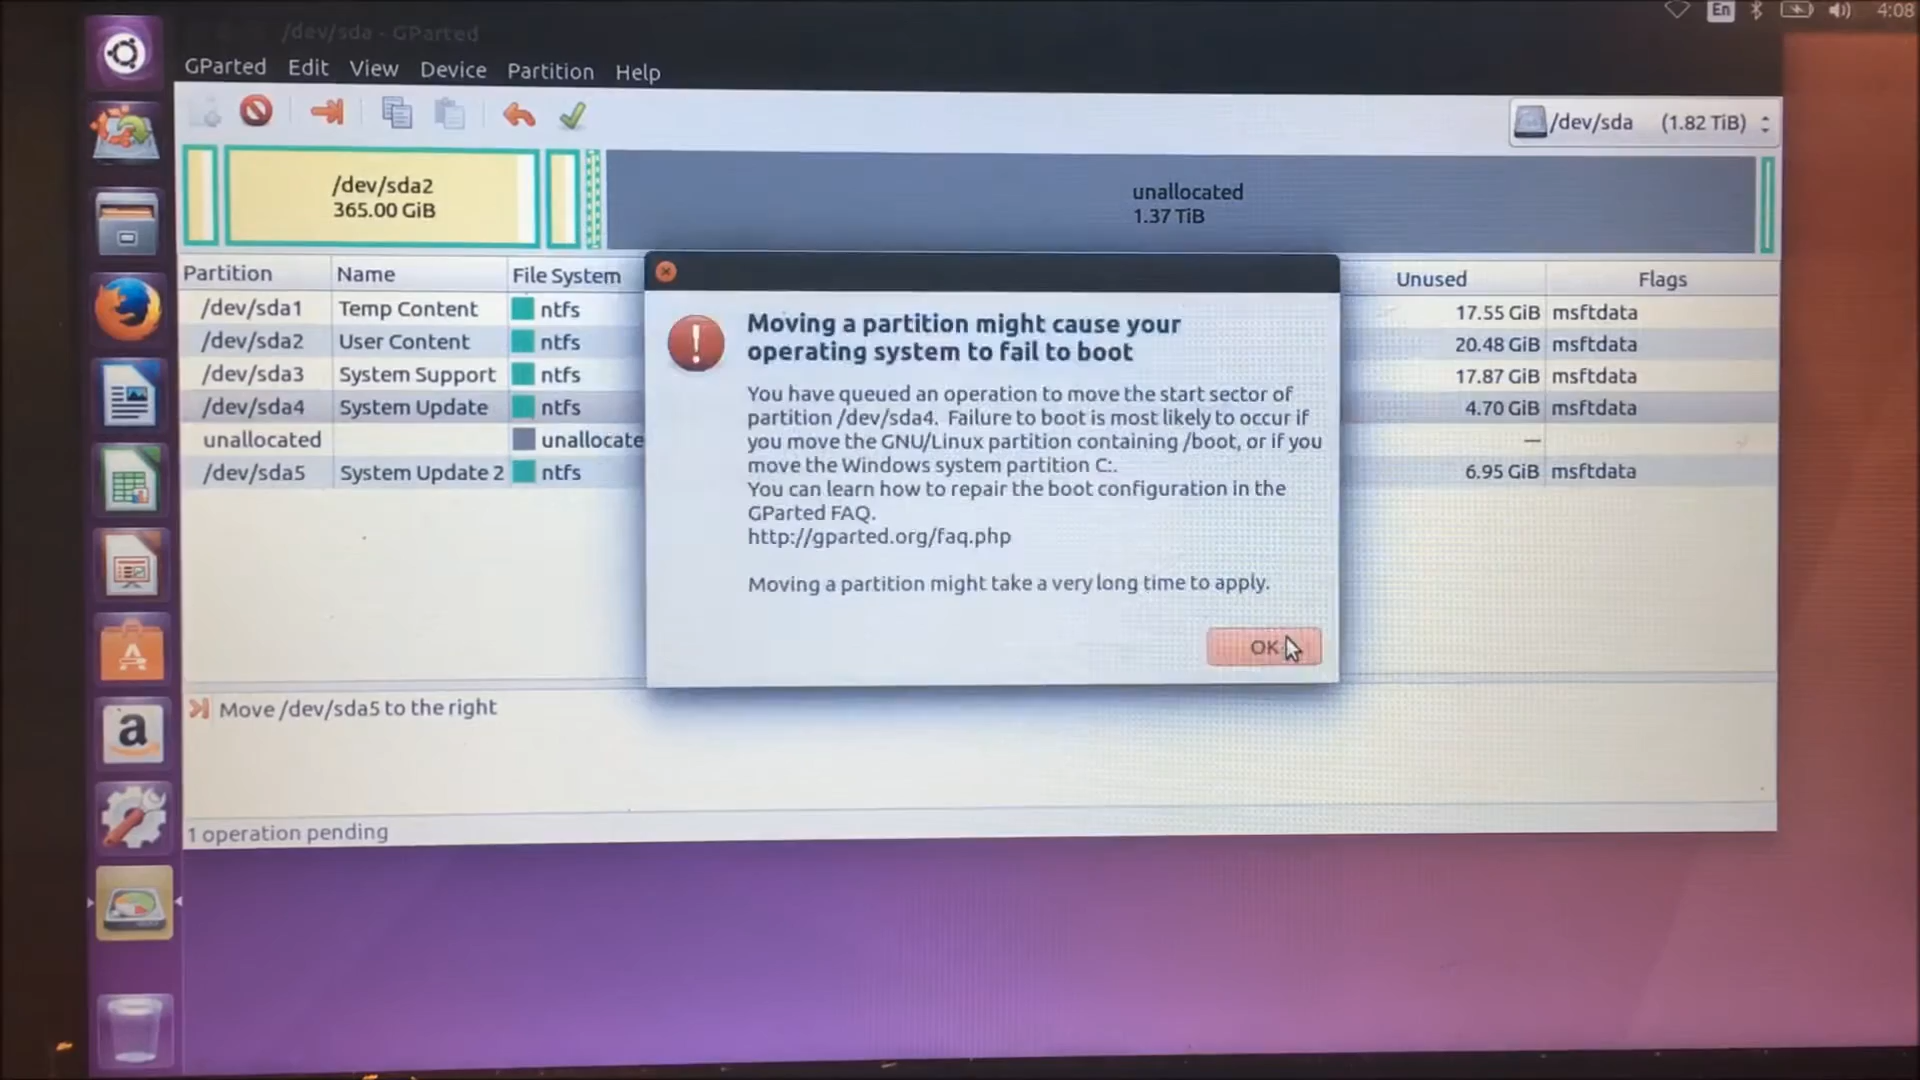 /dev/sda - GParted
En
4:08
GParted Edit View Device Partition Help
/dev/sda (1.82 TiB)
/dev/sda2
365.00 GiB
unallocated
1.37 TiB
Partition Name File System Unused Flags
/dev/sda1 Temp Content ntfs 17.55 GiB msftdata
/dev/sda2 User Content ntfs 20.48 GiB msftdata
/dev/sda3 System Support ntfs 17.87 GiB msftdata
/dev/sda4 System Update ntfs 4.70 GiB msftdata
unallocated unallocate —
/dev/sda5 System Update 2 ntfs 6.95 GiB msftdata
Moving a partition might cause your
operating system to fail to boot
You have queued an operation to move the start sector of
partition /dev/sda4. Failure to boot is most likely to occur if
you move the GNU/Linux partition containing /boot, or if you
move the Windows system partition C:.
You can learn how to repair the boot configuration in the
GParted FAQ.
http://gparted.org/faq.php
Moving a partition might take a very long time to apply.
OK
Move /dev/sda5 to the right
1 operation pending